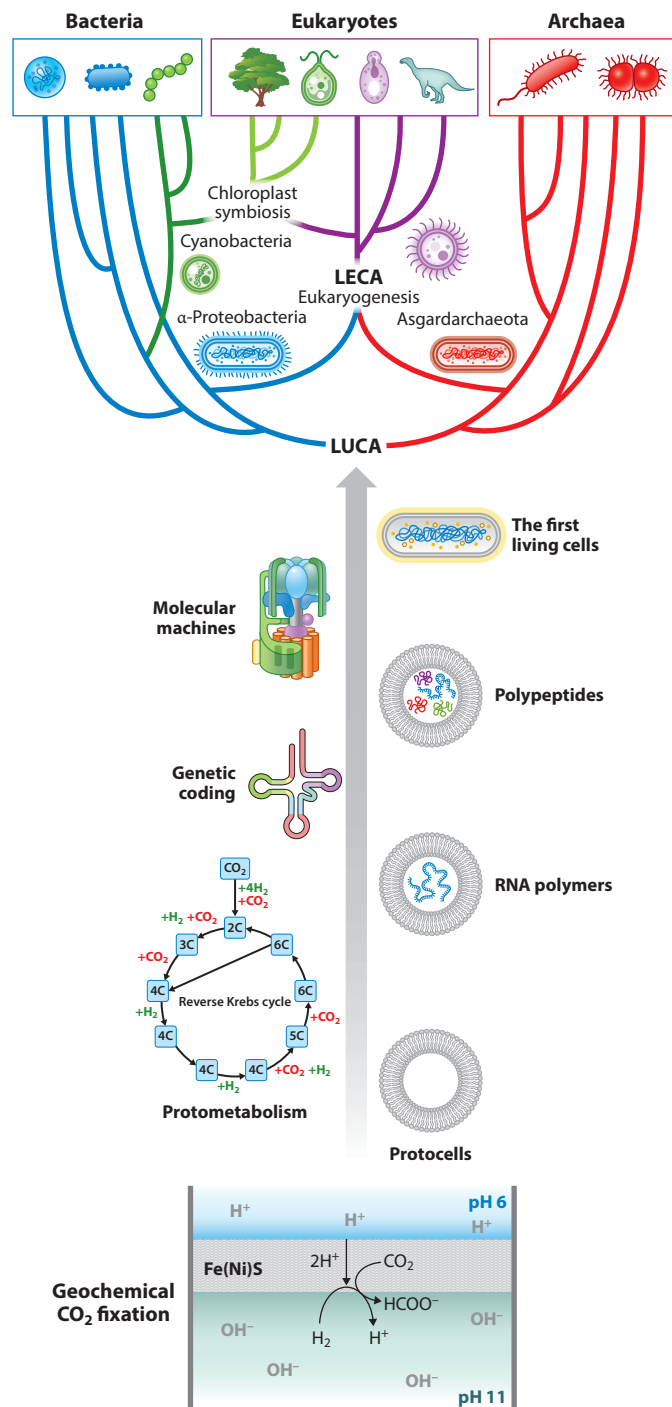 Bacteria
Eukaryotes
Archaea
Chloroplast
symbiosis
Cyanobacteria
LECA
Eukaryogenesis
α-Proteobacteria
Asgardarchaeota
LUCA
The first
living cells
Molecular
machines
Polypeptides
Genetic
coding
RNA polymers
CO₂
+4H₂
+CO₂
+H₂ +CO₂
2C
3C
6C
+CO₂
4C
Reverse Krebs cycle
6C
+H₂
+CO₂
4C
5C
4C
4C
+CO₂ +H₂
+H₂
Protometabolism
Protocells
pH 6
H⁺
H⁺
H⁺
Fe(Ni)S
2H⁺
CO₂
Geochemical
CO₂ fixation
HCOO⁻
OH⁻
H₂
H⁺
OH⁻
OH⁻
OH⁻
pH 11